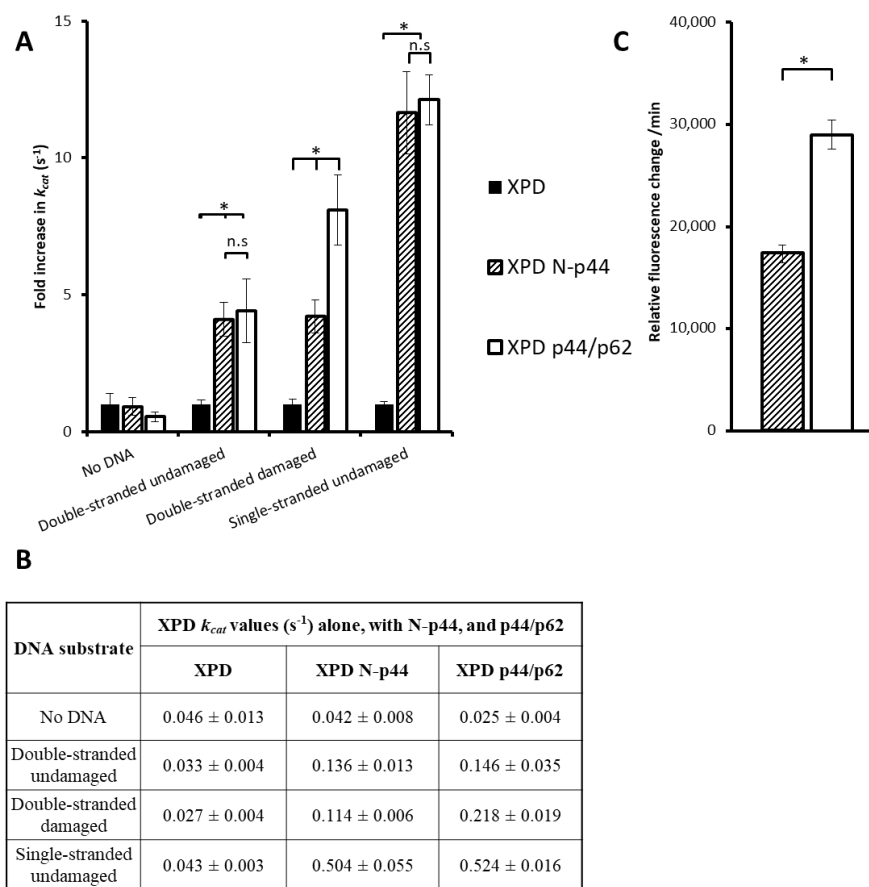 A
Fold increase in kcat (s-1)
15
10
5
0
*
n.s
*
*
n.s
No DNA
Double-stranded undamaged
Double-stranded damaged
Single-stranded undamaged
XPD
XPD N-p44
XPD p44/p62
C
Relative fluorescence change /min
40,000
30,000
20,000
10,000
0
*
B
DNA substrate
XPD kcat values (s-1) alone, with N-p44, and p44/p62
XPD XPD N-p44 XPD p44/p62
No DNA 0.046 ± 0.013 0.042 ± 0.008 0.025 ± 0.004
Double-stranded
undamaged
0.033 ± 0.004 0.136 ± 0.013 0.146 ± 0.035
Double-stranded
damaged
0.027 ± 0.004 0.114 ± 0.006 0.218 ± 0.019
Single-stranded
undamaged
0.043 ± 0.003 0.504 ± 0.055 0.524 ± 0.016